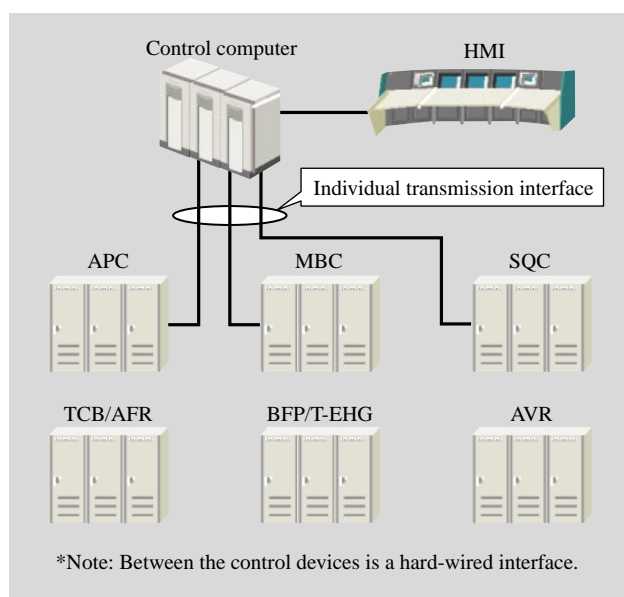 Control computer
HMI
Individual transmission interface
APC
MBC
SQC
TCB/AFR
BFP/T-EHG
AVR
*Note: Between the control devices is a hard-wired interface.